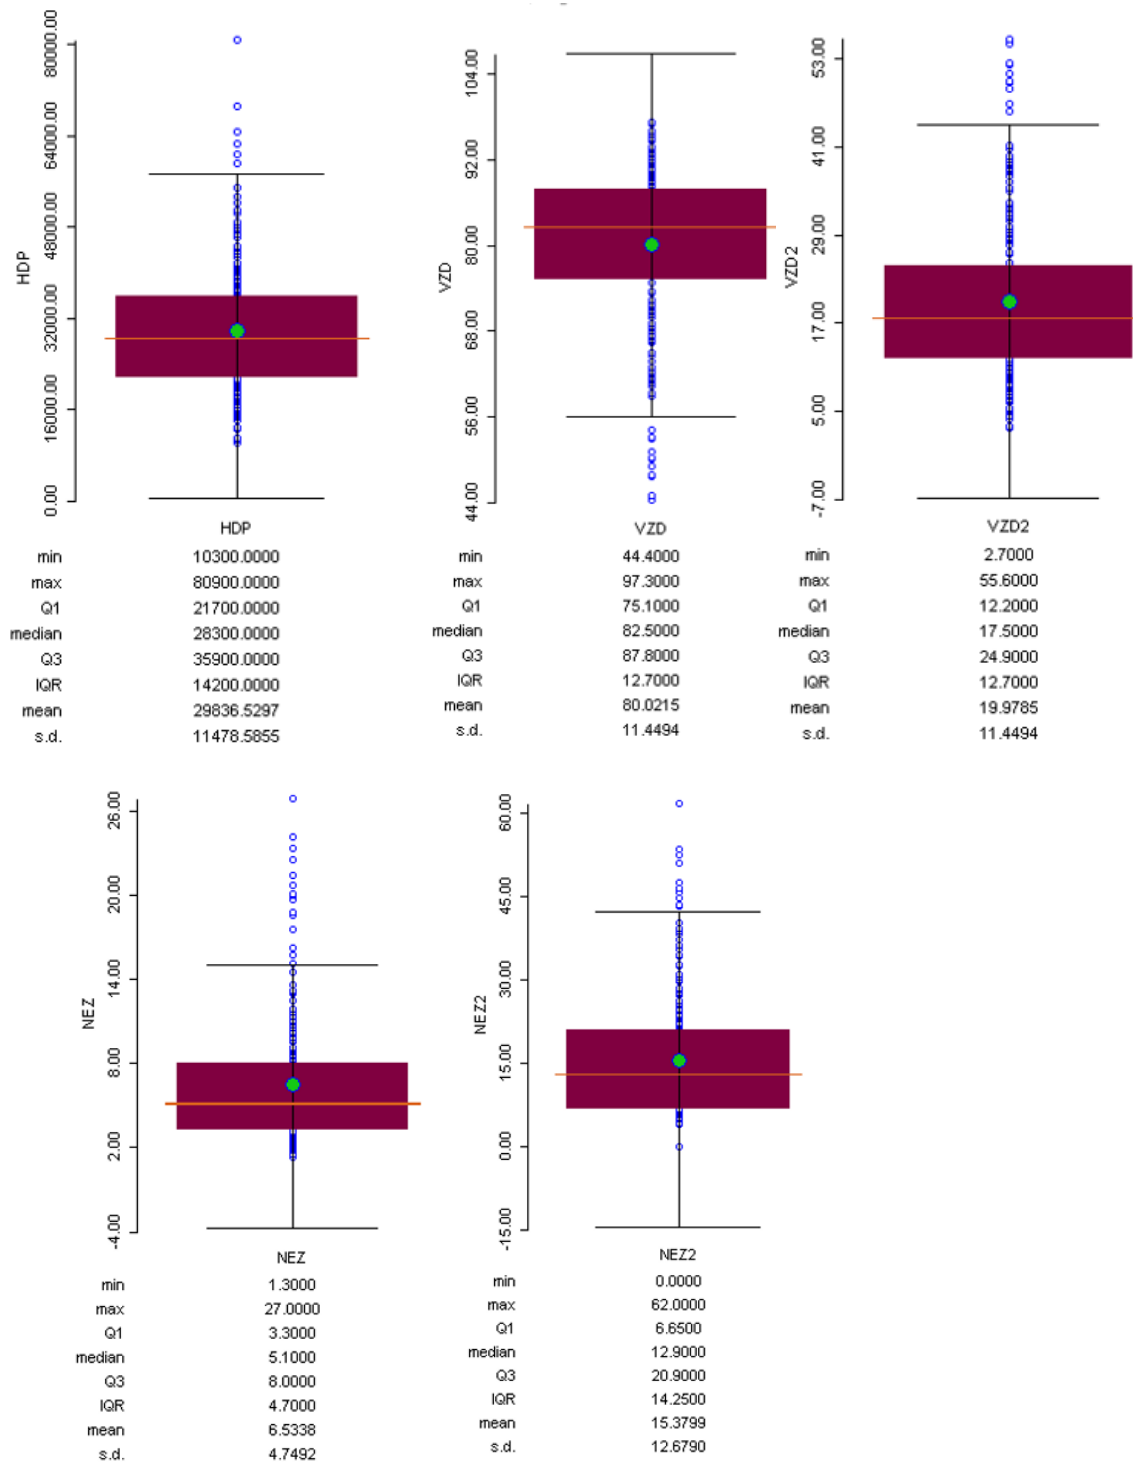 80000.00
64000.00
48000.00
32000.00
16000.00
0.00
HDP
HDP
min 10300.0000
max 80900.0000
Q1 21700.0000
median 28300.0000
Q3 35900.0000
IQR 14200.0000
mean 29836.5297
s.d. 11478.5855
104.00
92.00
80.00
68.00
56.00
44.00
VZD
VZD
min 44.4000
max 97.3000
Q1 75.1000
median 82.5000
Q3 87.8000
IQR 12.7000
mean 80.0215
s.d. 11.4494
53.00
41.00
29.00
17.00
5.00
-7.00
VZD2
VZD2
min 2.7000
max 55.6000
Q1 12.2000
median 17.5000
Q3 24.9000
IQR 12.7000
mean 19.9785
s.d. 11.4494
26.00
20.00
14.00
8.00
2.00
-4.00
NEZ
NEZ
min 1.3000
max 27.0000
Q1 3.3000
median 5.1000
Q3 8.0000
IQR 4.7000
mean 6.5338
s.d. 4.7492
60.00
45.00
30.00
15.00
0.00
-15.00
NEZ2
NEZ2
min 0.0000
max 62.0000
Q1 6.6500
median 12.9000
Q3 20.9000
IQR 14.2500
mean 15.3799
s.d. 12.6790